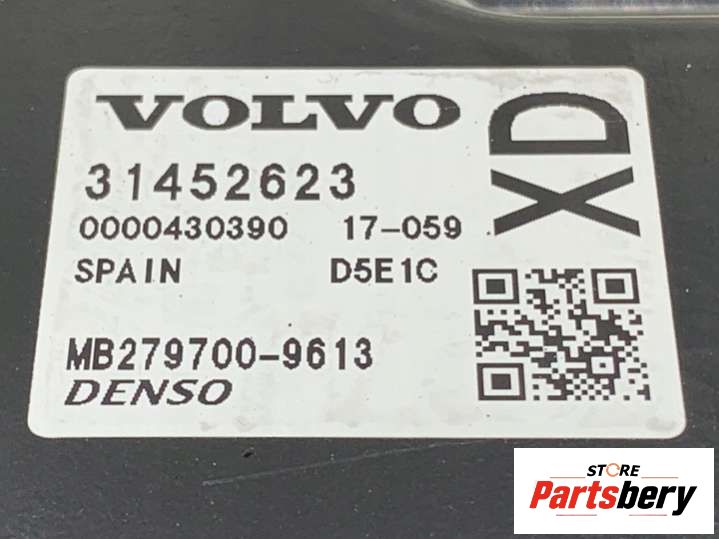 VOLVO
31452623
0000430390 17-059
SPAIN D5E1C
XD
MB279700-9613
DENSO
STORE
Partsbery